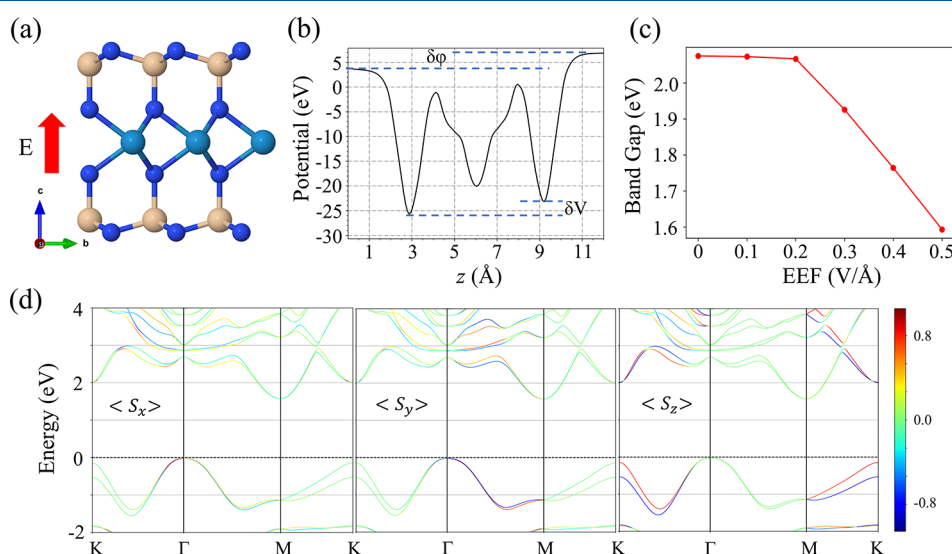 (a)
E
c
a
b
(b)
Potential (eV)
5
0
-5
-10
-15
-20
-25
-30
δφ
δV
1 3 5 7 9 11
z (Å)
(c)
Band Gap (eV)
2.0
1.8
1.7
1.6
0 0.1 0.2 0.3 0.4 0.5
EEF (V/Å)
(d)
Energy (eV)
4
2
0
-2
< Sx>
< Sy>
< Sz>
K Γ M K Γ M K Γ M K
0.8
0.0
-0.8